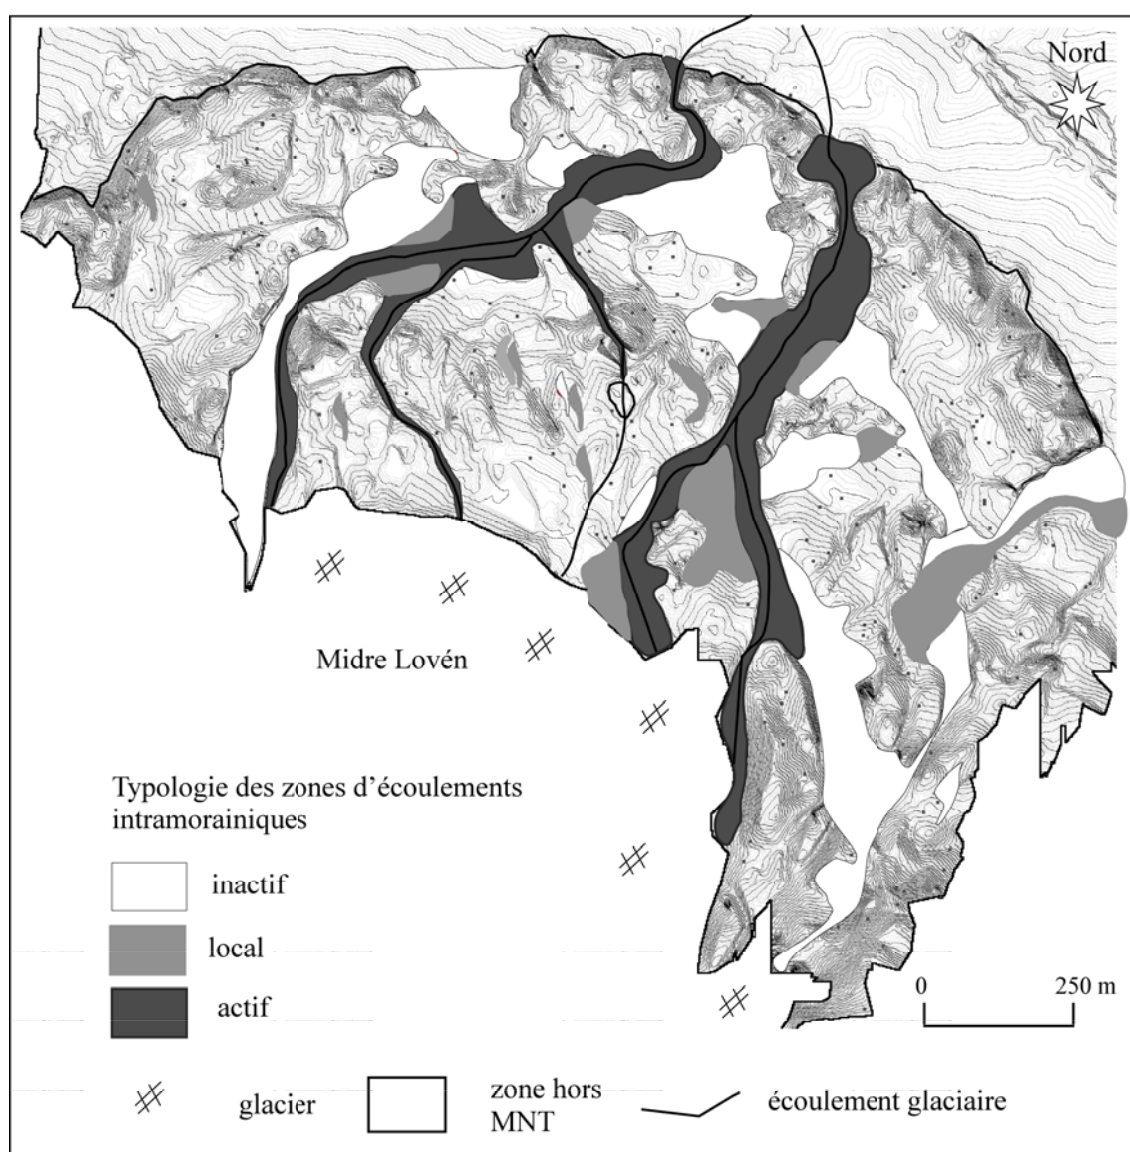 Nord
Midre Lovén
Typologie des zones d'écoulements
intramorainiques
inactif
local
actif
0 250 m
glacier
zone hors
MNT
écoulement glaciaire